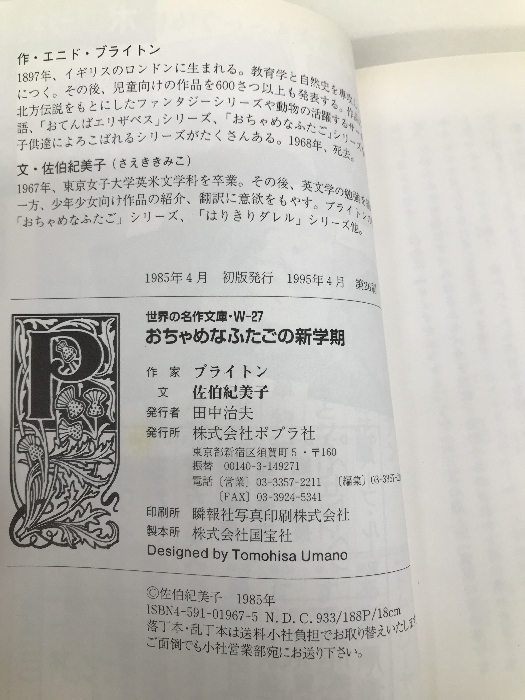 作・エニド・ブライトン
1897年、イギリスのロンドンに生まれる。教育学と自然史を専攻し
につく。その後、児童向けの作品を600さつ以上も発表する。作品
北方伝説をもとにしたファンタジーシリーズや動物の活躍するサー
語、「おてんばエリザベス」シリーズ、「おちゃめなふたご」シリーズ
子供達によろこばれるシリーズがたくさんある。1968年、死去。
文・佐伯紀美子(さえききみこ)
1967年、東京女子大学英米文学科を卒業。その後、英文学の勉強を
一方、少年少女向け作品の紹介、翻訳に意欲をもやす。ブライトン
「おちゃめなふたご」シリーズ、「はりきりダレル」シリーズ他。
1985年4月 初版発行 1995年4月
世界の名作文庫・W-27
おちゃめなふたごの新学期
P
作家 ブライトン
文 佐伯紀美子
発行者 田中治夫
発行所 株式会社ポプラ社
東京都新宿区須賀町5・〒160
振替 00140-3-149271
電話〔営業〕03-3357-2211 〔編集〕
〔FAX〕03-3924-5341
印刷所 瞬報社写真印刷株式会社
製本所 株式会社国宝社
Designed by Tomohisa Umano
©佐伯紀美子 1985年
ISBN4-591-01967-5 N.D.C.933/188P/18cm
落丁本・乱丁本は送料小社負担でお取り替えいたしま
ご面倒でも小社営業部宛にお送り下さい。